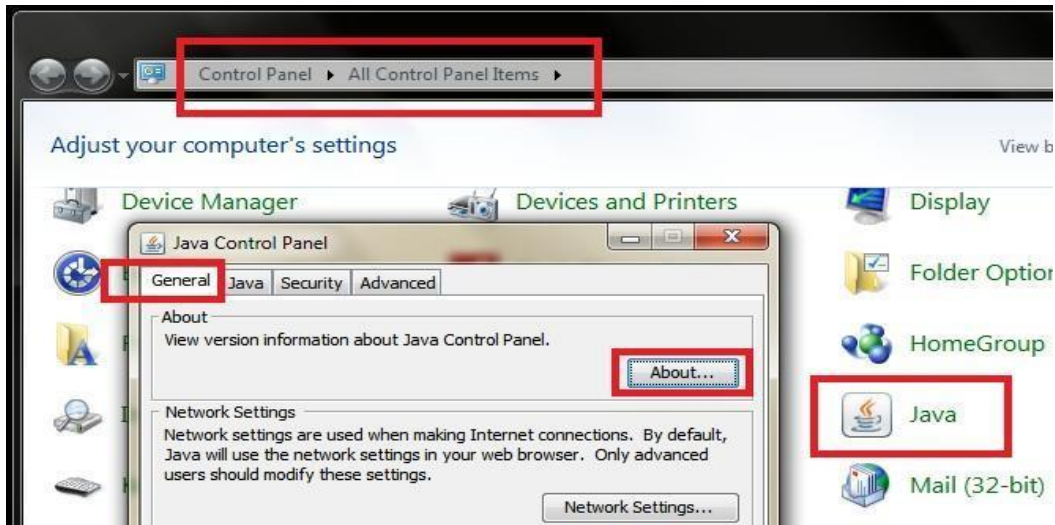 Control Panel ▸ All Control Panel Items ▸
Adjust your computer's settings
View b
Device Manager
Devices and Printers
Display
Java Control Panel
General Java Security Advanced
Folder Option
About
View version information about Java Control Panel.
About...
HomeGroup
Network Settings
Network settings are used when making Internet connections. By default,
Java will use the network settings in your web browser. Only advanced
users should modify these settings.
Network Settings...
Java
Mail (32-bit)